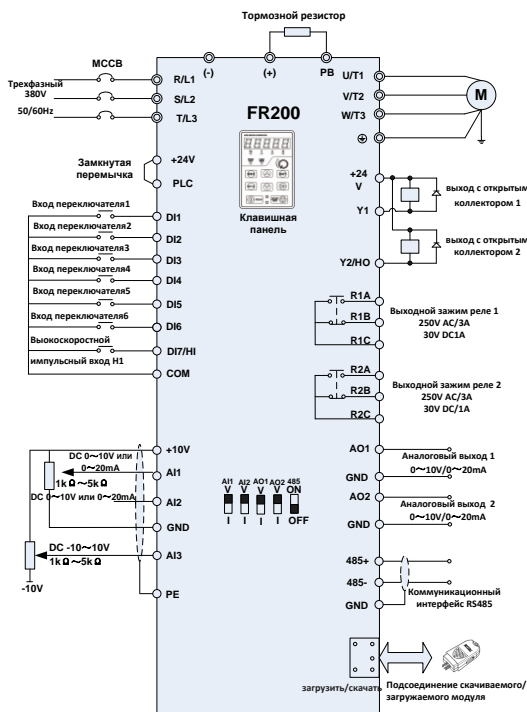 Тормозной резистор
МССВ
(-)
(+)
PB
Трехфазный
380V
50/60Hz
R/L1
S/L2
T/L3
FR200
U/T1
V/T2
W/T3
M
Замкнутая
перемычка
+24V
PLC
Клавишная
панель
+24
V
Y1
выход с открытым
коллектором 1
Y2/HO
выход с открытым
коллектором 2
Вход переключателя1
DI1
Вход переключателя2
DI2
Вход переключателя3
DI3
Вход переключателя4
DI4
Вход переключателя5
DI5
Вход переключателя6
DI6
Выокоскоростной
импульсный вход H1
DI7/HI
COM
R1A
R1B
R1C
Выходной зажим реле 1
250V AC/3A
30V DC1A
R2A
R2B
R2C
Выходной зажим реле 2
250V AC/3A
30V DC/1A
+10V
DC 0～10V или
0～20mA
AI1
1kΩ～5kΩ
DC 0～10V или 0～20mA
AI2
GND
DC -10～10V
AI3
1kΩ～5kΩ
-10V
PE
AI1 AI2 AO1 AO2 485
V V V V ON
I I I I OFF
AO1
Аналоговый выход 1
GND
0～10V/0～20mA
AO2
Аналоговый выход 2
GND
0～10V/0～20mA
485+
485-
GND
Коммуникационный
интерфейс RS485
загрузить/скачать
Подсоединение скачиваемого/
загружаемого модуля